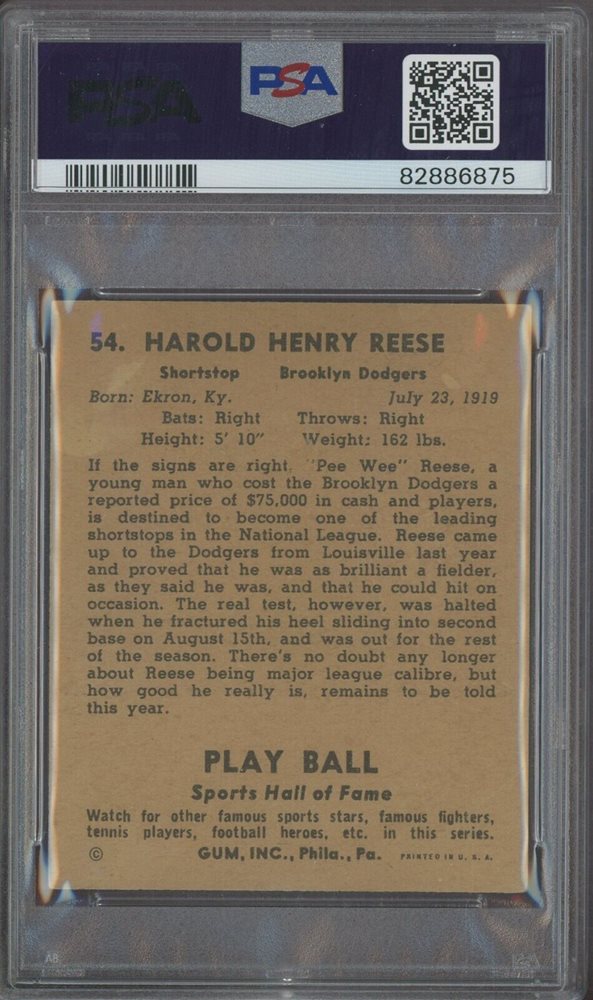 PSA
PSA
82886875
54. HAROLD HENRY REESE
Shortstop Brooklyn Dodgers
Born: Ekron, Ky. July 23, 1919
Bats: Right Throws: Right
Height: 5' 10" Weight: 162 lbs.
If the signs are right, "Pee Wee" Reese, a
young man who cost the Brooklyn Dodgers a
reported price of $75,000 in cash and players,
is destined to become one of the leading
shortstops in the National League. Reese came
up to the Dodgers from Louisville last year
and proved that he was as brilliant a fielder,
as they said he was, and that he could hit on
occasion. The real test, however, was halted
when he fractured his heel sliding into second
base on August 15th, and was out for the rest
of the season. There's no doubt any longer
about Reese being major league calibre, but
how good he really is, remains to be told
this year.
PLAY BALL
Sports Hall of Fame
Watch for other famous sports stars, famous fighters,
tennis players, football heroes, etc. in this series.
© GUM, INC., Phila., Pa. PRINTED IN U. S. A.
AB